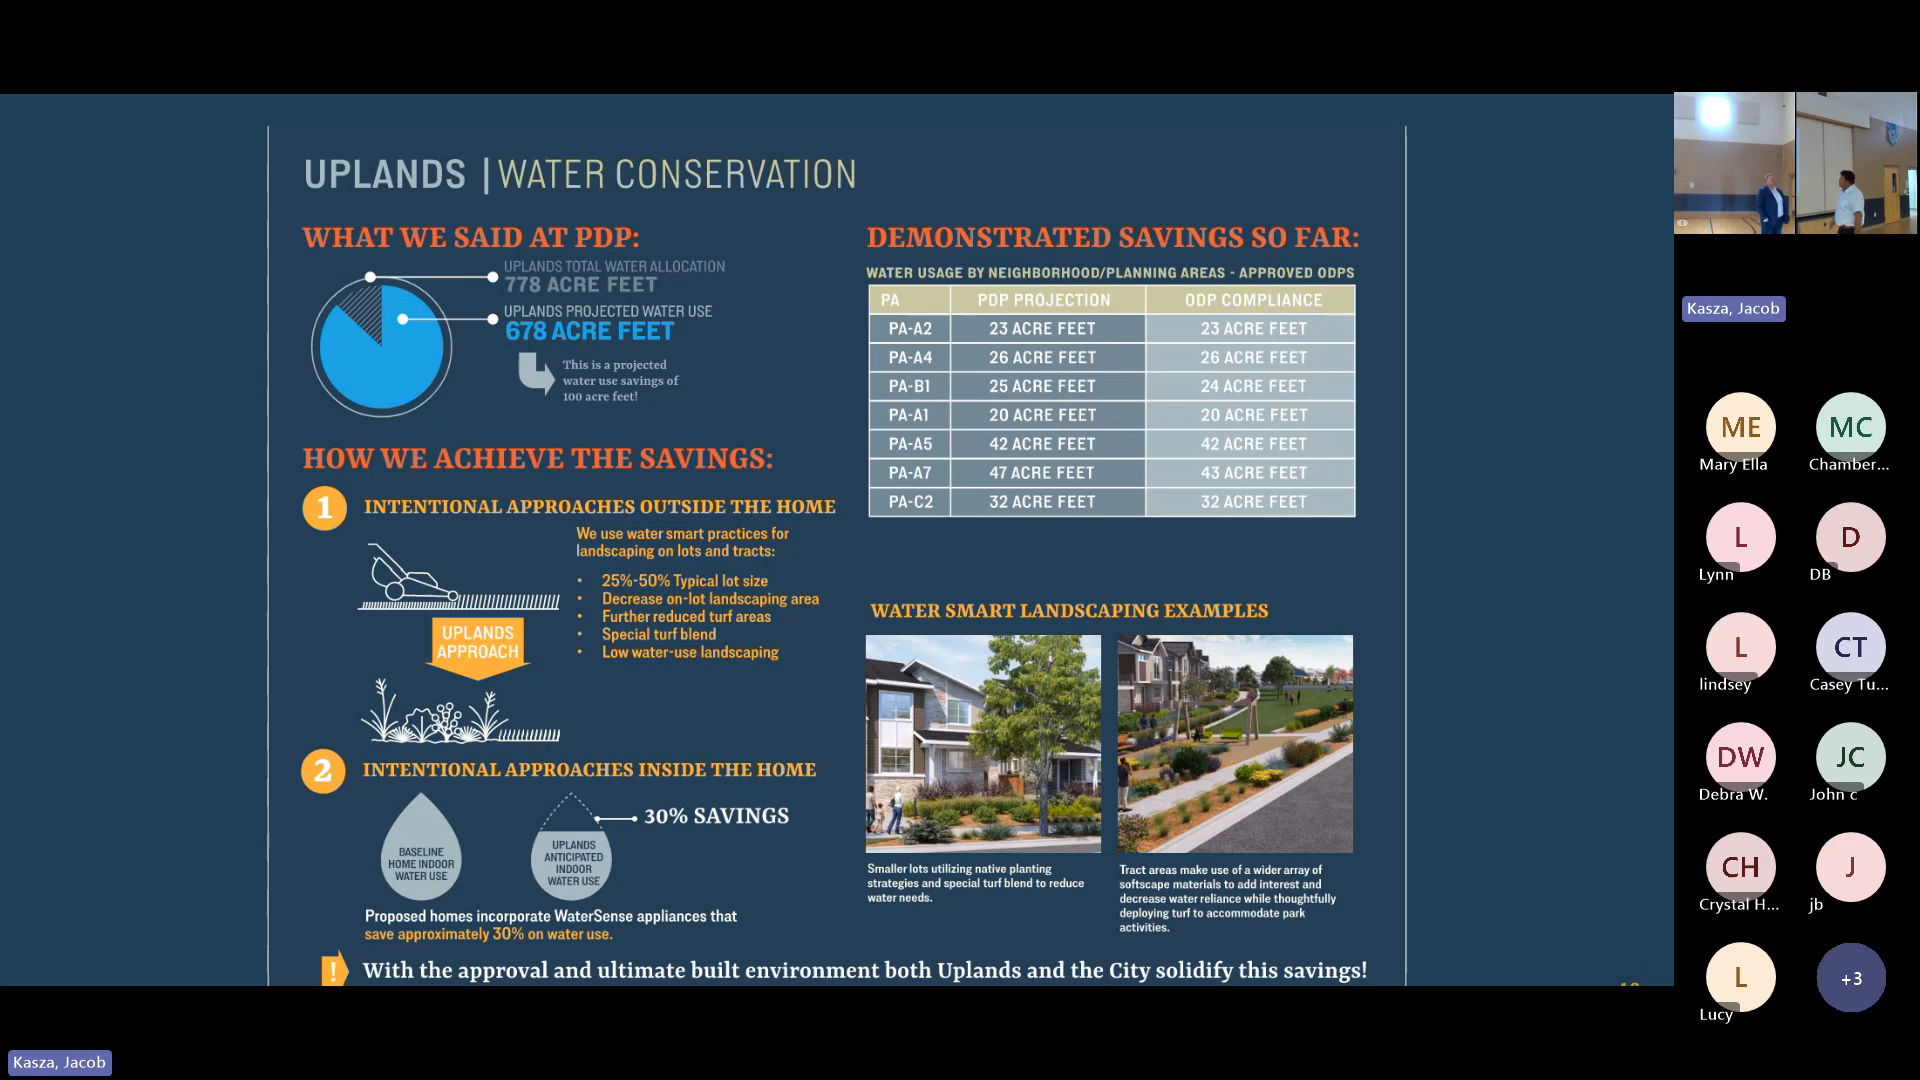 UPLANDS | WATER CONSERVATION
WHAT WE SAID AT PDP:
UPLANDS TOTAL WATER ALLOCATION
778 ACRE FEET
UPLANDS PROJECTED WATER USE
678 ACRE FEET
This is a projected
water use savings of
100 acre feet!
HOW WE ACHIEVE THE SAVINGS:
1 INTENTIONAL APPROACHES OUTSIDE THE HOME
We use water smart practices for
landscaping on lots and tracts:
• 25%-50% Typical lot size
• Decrease on-lot landscaping area
• Further reduced turf areas
• Special turf blend
• Low water-use landscaping
UPLANDS
APPROACH
2 INTENTIONAL APPROACHES INSIDE THE HOME
30% SAVINGS
BASELINE
HOME INDOOR
WATER USE
UPLANDS
ANTICIPATED
INDOOR
WATER USE
Proposed homes incorporate WaterSense appliances that
save approximately 30% on water use.
DEMONSTRATED SAVINGS SO FAR:
WATER USAGE BY NEIGHBORHOOD/PLANNING AREAS - APPROVED ODPS
PA PDP PROJECTION ODP COMPLIANCE
PA-A2 23 ACRE FEET 23 ACRE FEET
PA-A4 26 ACRE FEET 26 ACRE FEET
PA-B1 25 ACRE FEET 24 ACRE FEET
PA-A1 20 ACRE FEET 20 ACRE FEET
PA-A5 42 ACRE FEET 42 ACRE FEET
PA-A7 47 ACRE FEET 43 ACRE FEET
PA-C2 32 ACRE FEET 32 ACRE FEET
WATER SMART LANDSCAPING EXAMPLES
Smaller lots utilizing native planting
strategies and special turf blend to reduce
water needs.
Tract areas make use of a wider array of
softscape materials to add interest and
decrease water reliance while thoughtfully
deploying turf to accommodate park
activities.
! With the approval and ultimate built environment both Uplands and the City solidify this savings!
Kasza, Jacob
ME MC
Mary Ella Chamber...
L D
Lynn DB
L CT
lindsey Casey Tu...
DW JC
Debra W. John c
CH J
Crystal H... jb
L +3
Lucy
Kasza, Jacob